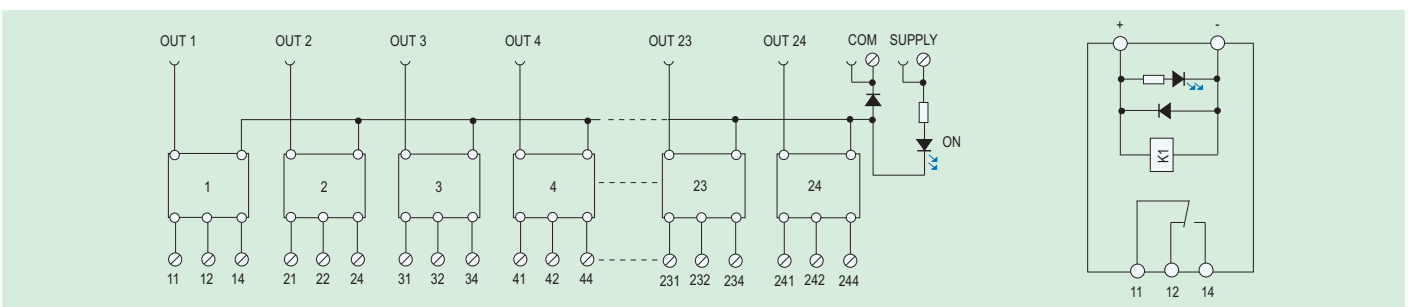 OUT 1 OUT 2 OUT 3 OUT 4 OUT 23 OUT 24 COM SUPPLY
ON
1 2 3 4 23 24
11 12 14 21 22 24 31 32 34 41 42 44 231 232 234 241 242 244
+ -
K1
11 12 14